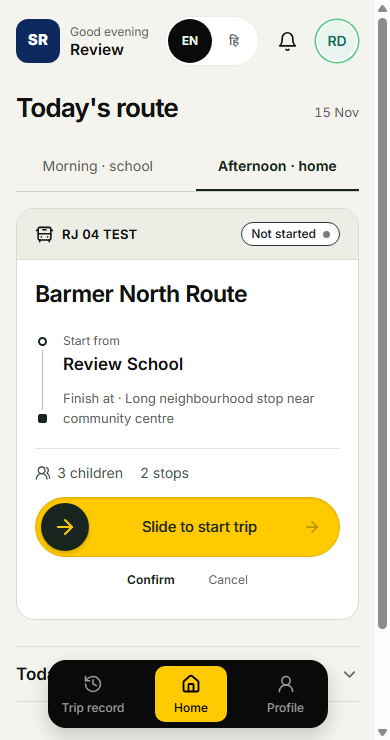 SR
Good evening
Review
EN
हि
RD
Today's route
15 Nov
Morning · school
Afternoon · home
RJ 04 TEST
Not started
Barmer North Route
Start from
Review School
Finish at · Long neighbourhood stop near
community centre
3 children
2 stops
Slide to start trip
Confirm
Cancel
Trip record
Home
Profile